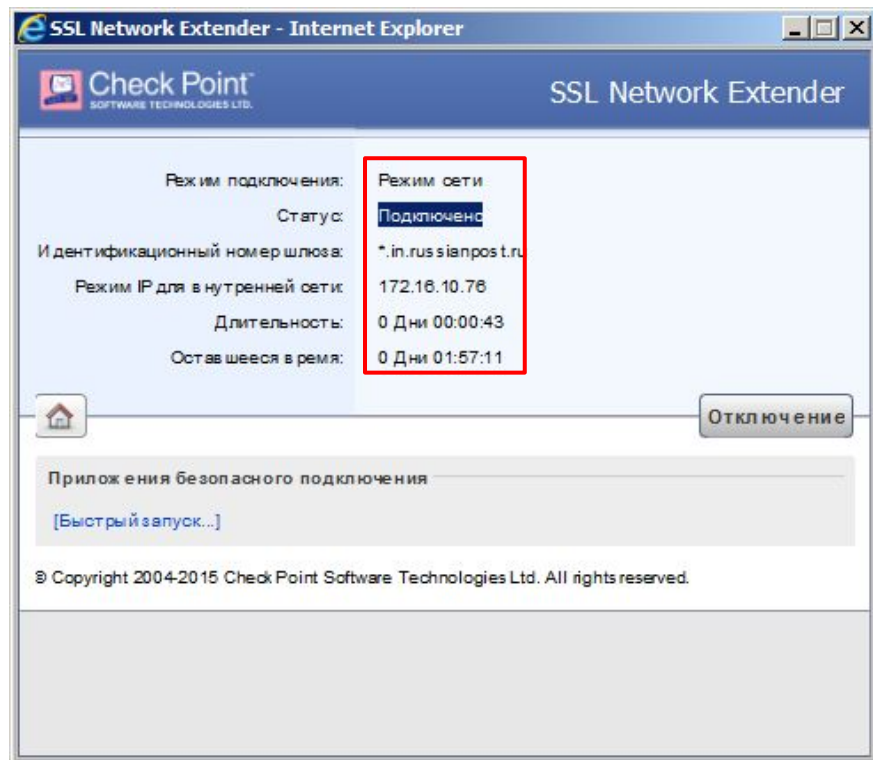 SSL Network Extender - Internet Explorer
Check Point
SOFTWARE TECHNOLOGIES LTD.
SSL Network Extender
Режим подключения: Режим сети
Статус: Подключено
Идентификационный номер шлюза: *.in.russianpost.ru
Режим IP для внутренней сети: 172.16.10.76
Длительность: 0 Дни 00:00:43
Оставшееся время: 0 Дни 01:57:11
Отключение
Приложения безопасного подключения
[Быстрый запуск...]
© Copyright 2004-2015 Check Point Software Technologies Ltd. All rights reserved.